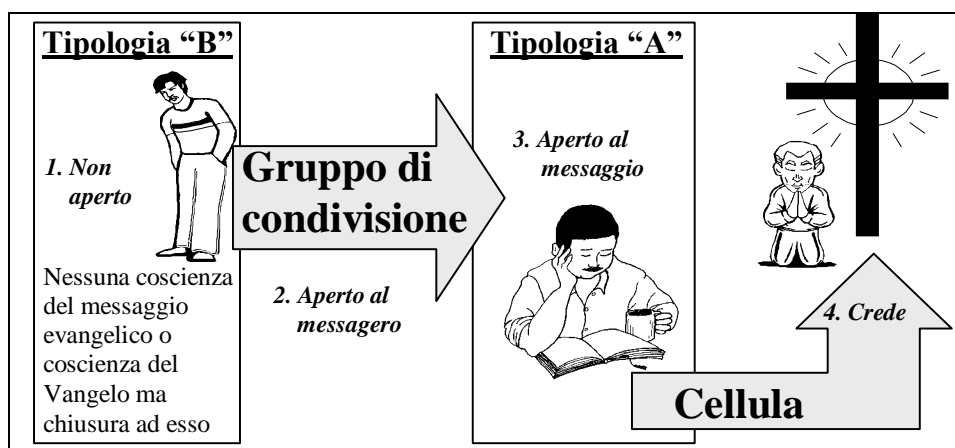 Tipologia “B”
1. Non
aperto
Nessuna coscienza
del messaggio
evangelico o
coscienza del
Vangelo ma
chiusura ad esso
Gruppo di
condivisione
2. Aperto al
messagero
Tipologia “A”
3. Aperto al
messaggio
Cellula
4. Crede